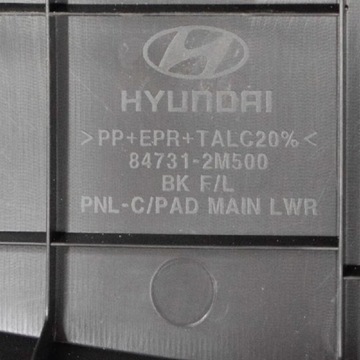 HYUNDAI
>PP+EPR+TALC20%<
84731-2M500
BK F/L
PNL-C/PAD MAIN LWR